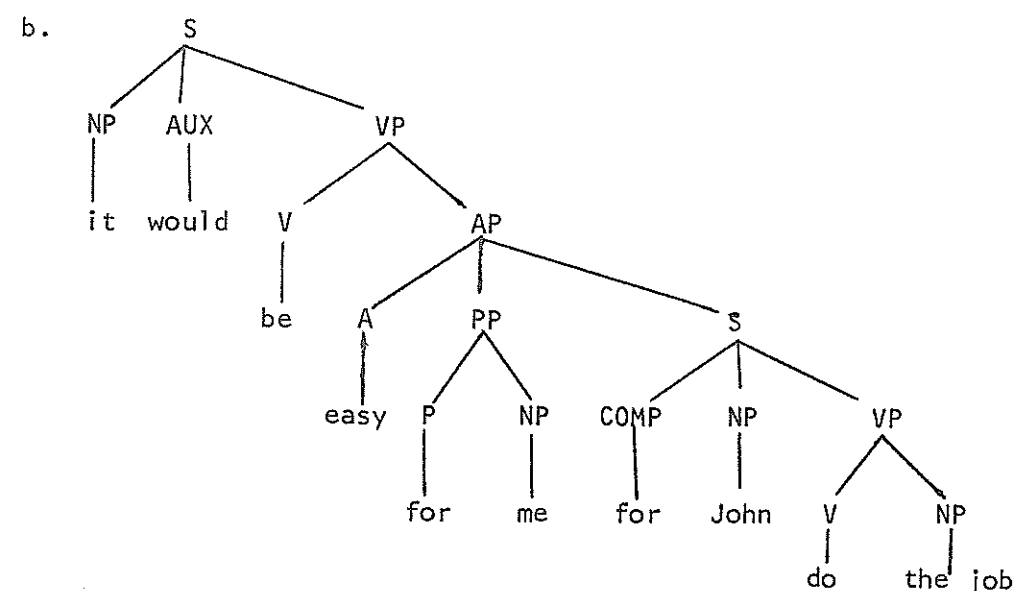 b. S
NP AUX VP
it would V AP
be A PP S
easy P NP COMP NP VP
for me for John V NP
do the job